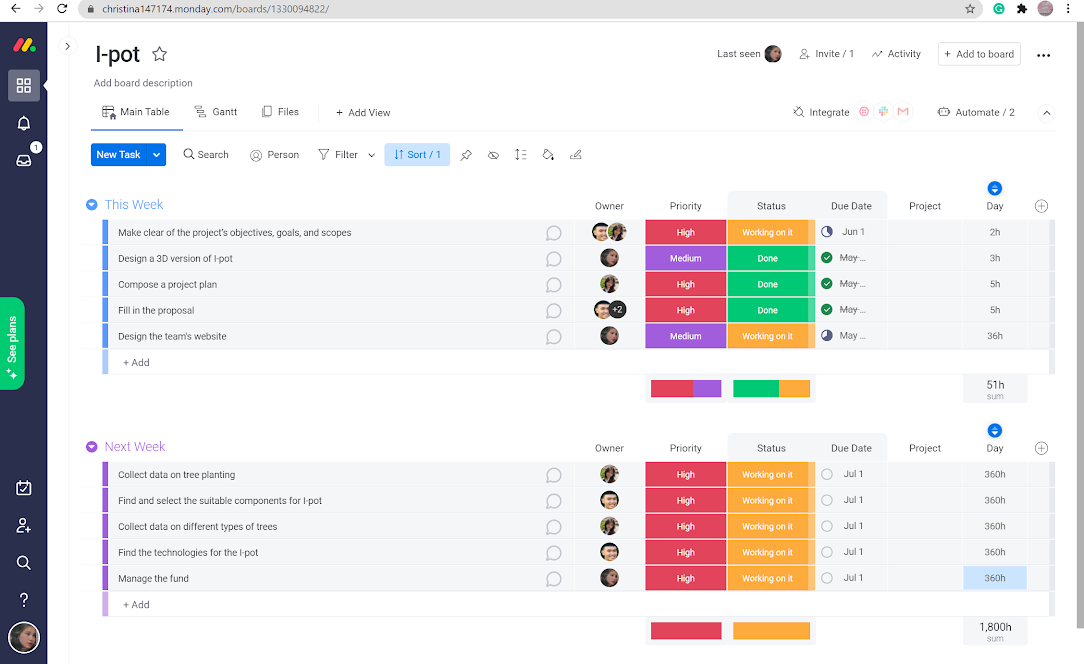 christina147174.monday.com/boards/1330094822/
I-pot
Last seen Invite / 1 Activity + Add to board
Add board description
Main Table Gantt Files + Add View Integrate Automate / 2
New Task Search Person Filter Sort / 1
1
See plans
This Week Owner Priority Status Due Date Project Day
Make clear of the project's objectives, goals, and scopes High Working on it Jun 1 2h
Design a 3D version of I-pot Medium Done May ... 3h
Compose a project plan High Done May ... 5h
Fill in the proposal +2 High Done May ... 5h
Design the team's website Medium Working on it May ... 36h
+ Add
51h
sum
Next Week Owner Priority Status Due Date Project Day
Collect data on tree planting High Working on it Jul 1 360h
Find and select the suitable components for I-pot High Working on it Jul 1 360h
Collect data on different types of trees High Working on it Jul 1 360h
Find the technologies for the I-pot High Working on it Jul 1 360h
Manage the fund High Working on it Jul 1 360h
+ Add
1,800h
sum